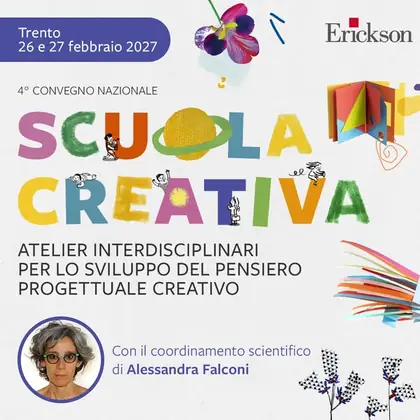 Trento
26 e 27 febbraio 2027
Erickson
4° CONVEGNO NAZIONALE
SCUOLA
CREATIVA
ATELIER INTERDISCIPLINARI
PER LO SVILUPPO DEL PENSIERO
PROGETTUALE CREATIVO
Con il coordinamento scientifico
di Alessandra Falconi